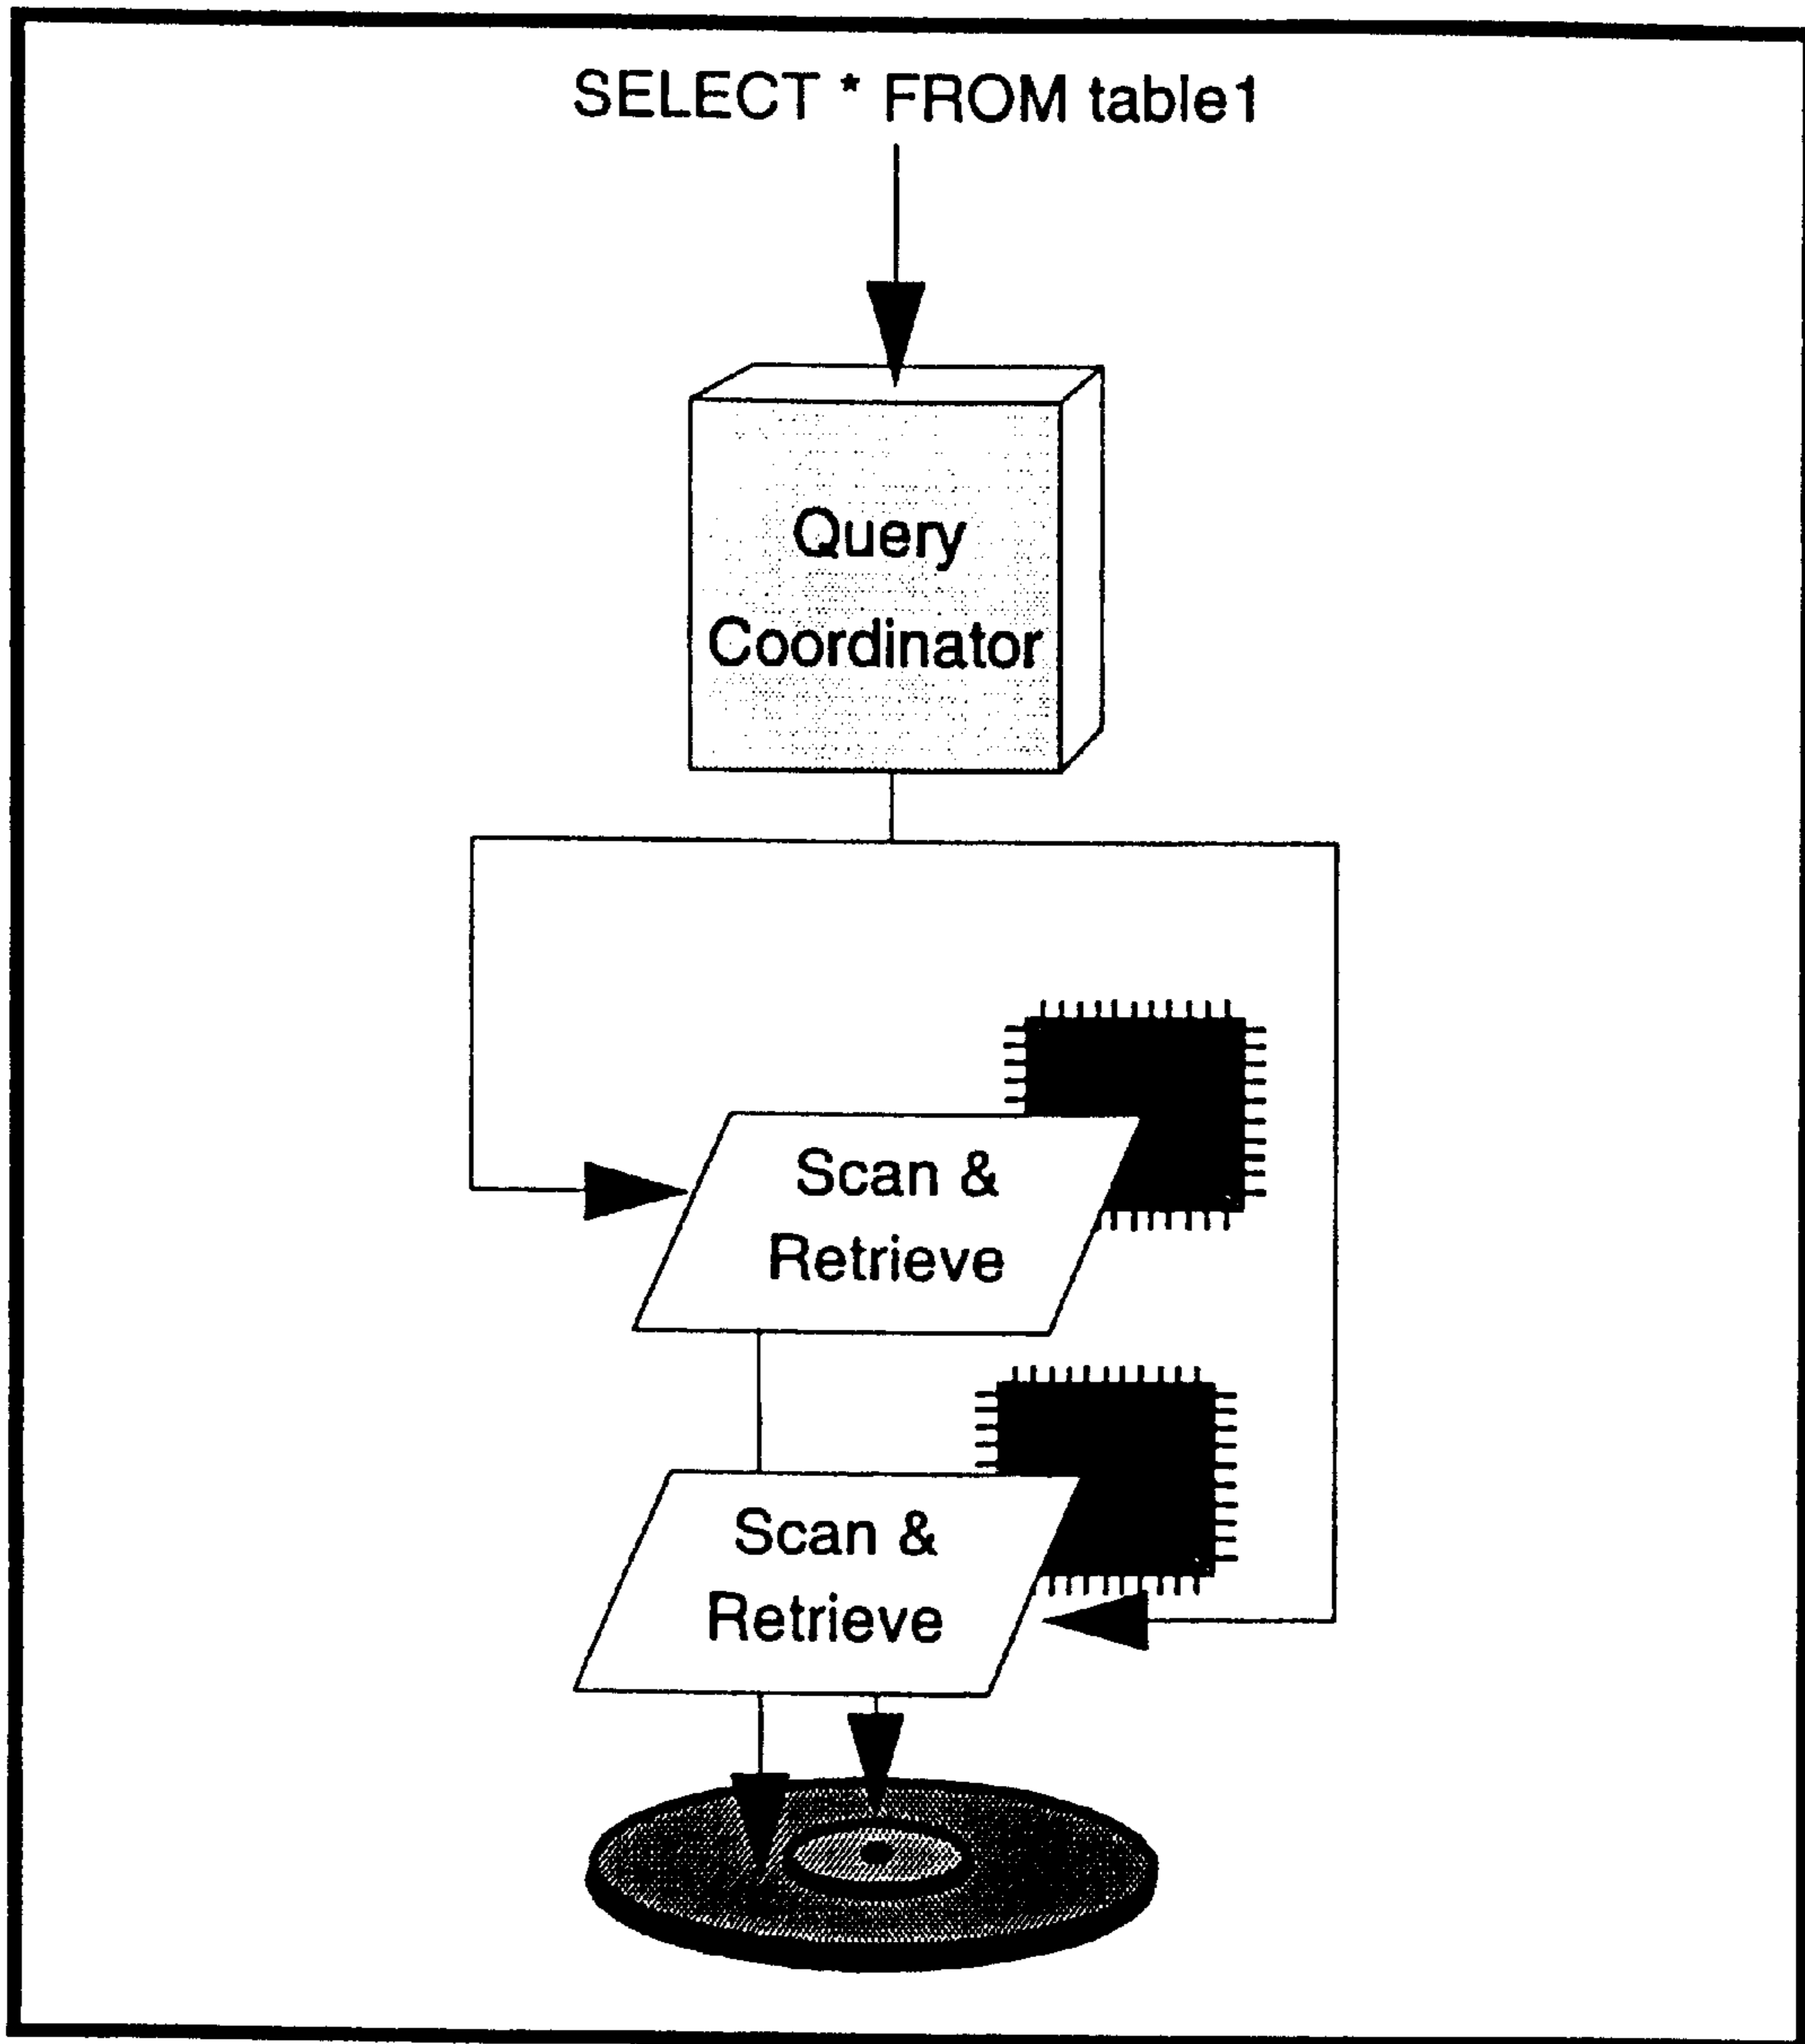 SELECT * FROM table1
Query
Coordinator
Scan &
Retrieve
Scan &
Retrieve